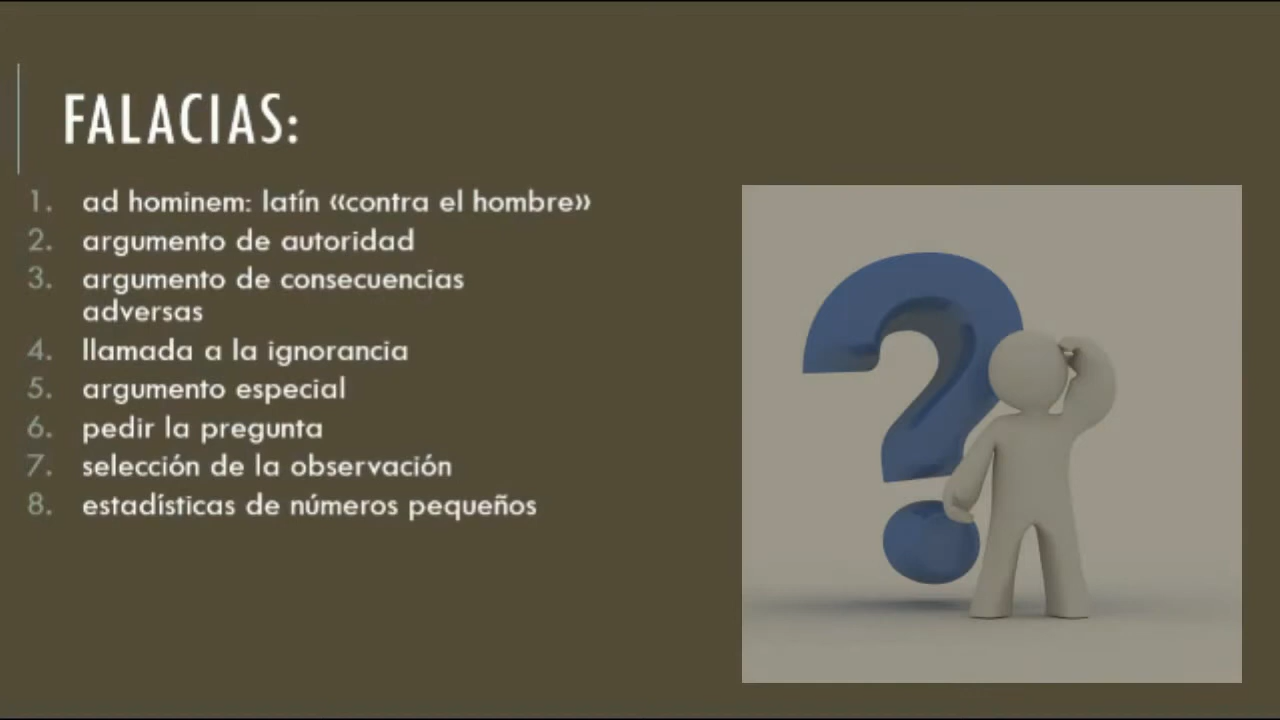 FALACIAS:
1. ad hominem: latín «contra el hombre»
2. argumento de autoridad
3. argumento de consecuencias
adversas
4. llamada a la ignorancia
5. argumento especial
6. pedir la pregunta
7. selección de la observación
8. estadísticas de números pequeños